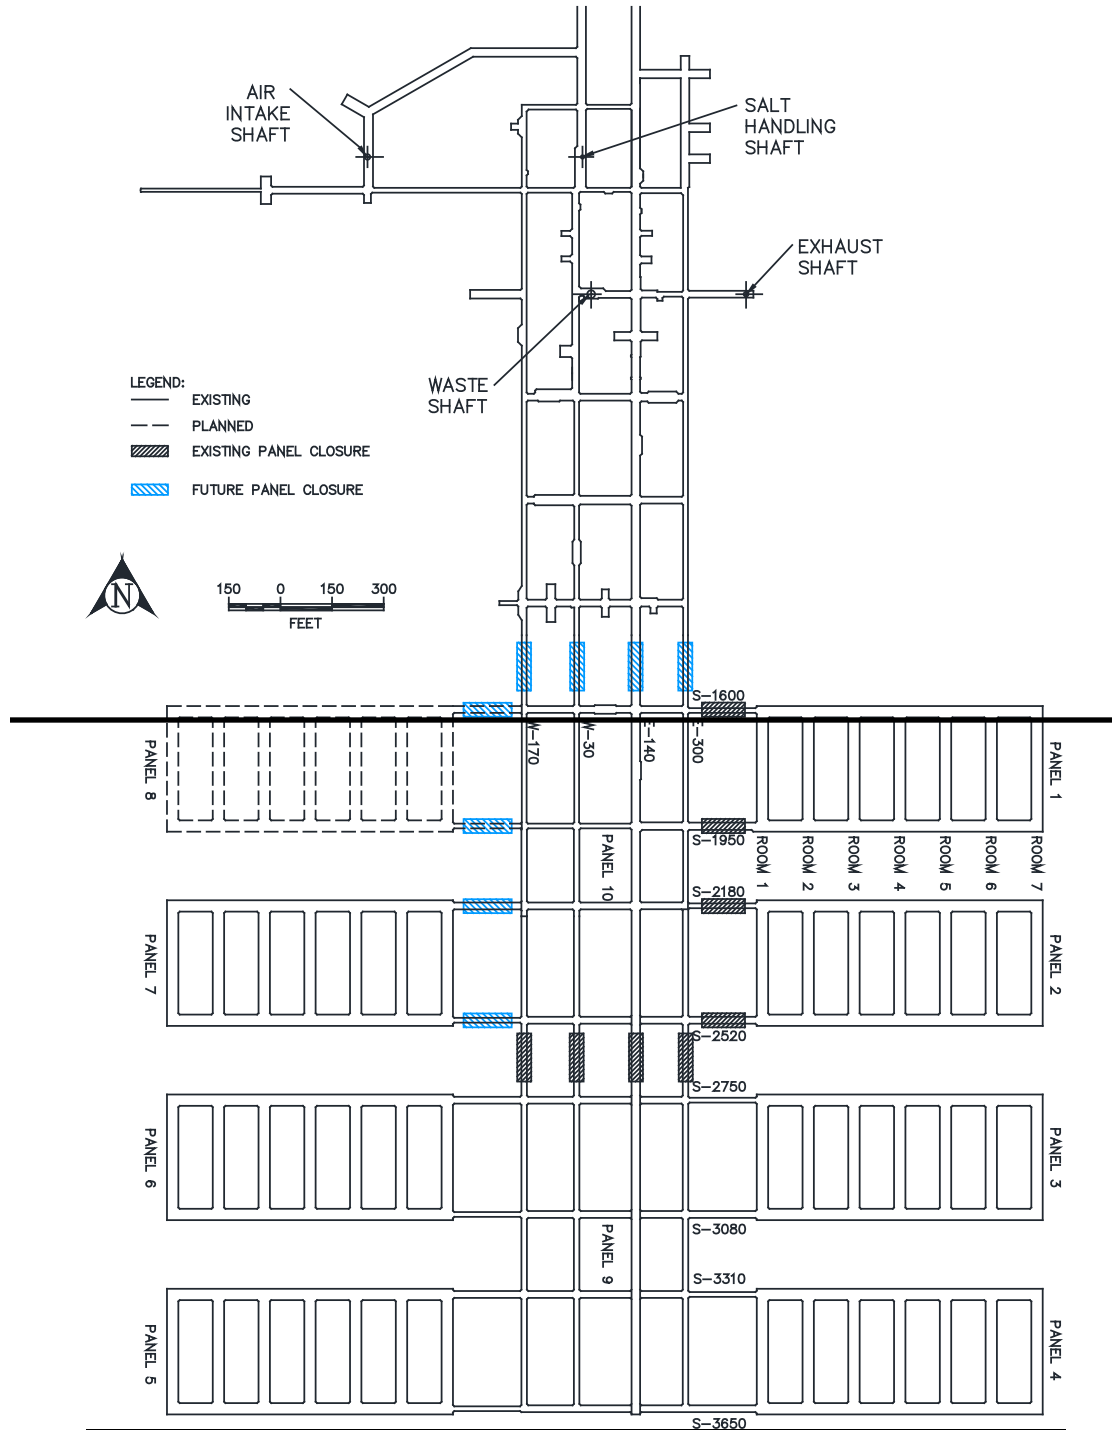 AIR
INTAKE
SHAFT
SALT
HANDLING
SHAFT
EXHAUST
SHAFT
WASTE
SHAFT
LEGEND:
EXISTING
PLANNED
EXISTING PANEL CLOSURE
FUTURE PANEL CLOSURE
N
150 0 150 300
FEET
S-1600
W-170
W-30
E-140
E-300
PANEL 8
PANEL 1
S-1950
PANEL 10
ROOM 1
ROOM 2
ROOM 3
ROOM 4
ROOM 5
ROOM 6
ROOM 7
S-2180
PANEL 7
PANEL 2
S-2520
S-2750
PANEL 6
PANEL 3
S-3080
PANEL 9
S-3310
PANEL 5
PANEL 4
S-3650